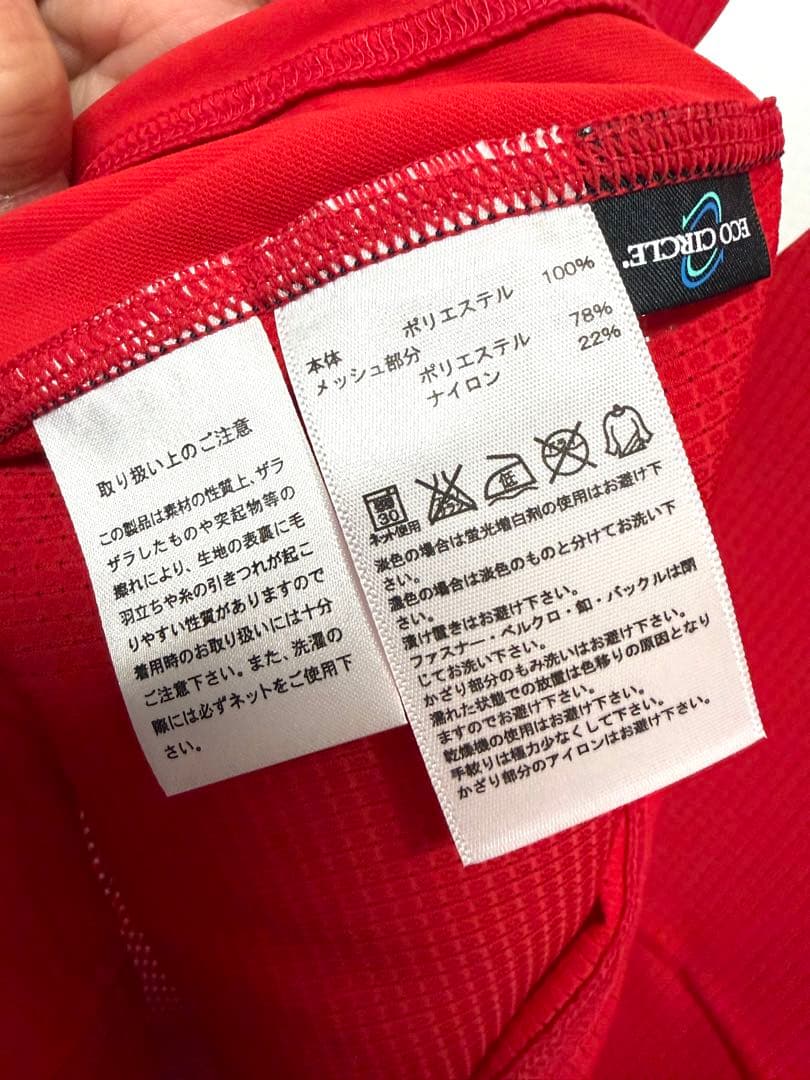 ECO CIRCLE®
本体 ポリエステル 100%
メッシュ部分 ポリエステル 78%
ナイロン 22%
30
ネット使用
エンソサラシ
低
ドライ
淡色の場合は蛍光増白剤の使用はお避け下
さい。
濃色の場合は淡色のものと分けてお洗い下
さい。
漬け置きはお避け下さい。
ファスナー・ベルクロ・釦・バックルは閉
じてお洗い下さい。
かざり部分のもみ洗いはお避け下さい。
濡れた状態での放置は色移りの原因となり
ますのでお避け下さい。
乾燥機の使用はお避け下さい。
手絞りは極力少なくして下さい。
かざり部分のアイロンはお避け下さい。
取り扱い上のご注意
この製品は素材の性質上、ザラ
ザラしたものや突起物等の
擦れにより、生地の表裏に毛
羽立ちや糸の引きつれが起こ
りやすい性質がありますので
着用時のお取り扱いには十分
ご注意下さい。また、洗濯の
際には必ずネットをご使用下
さい。